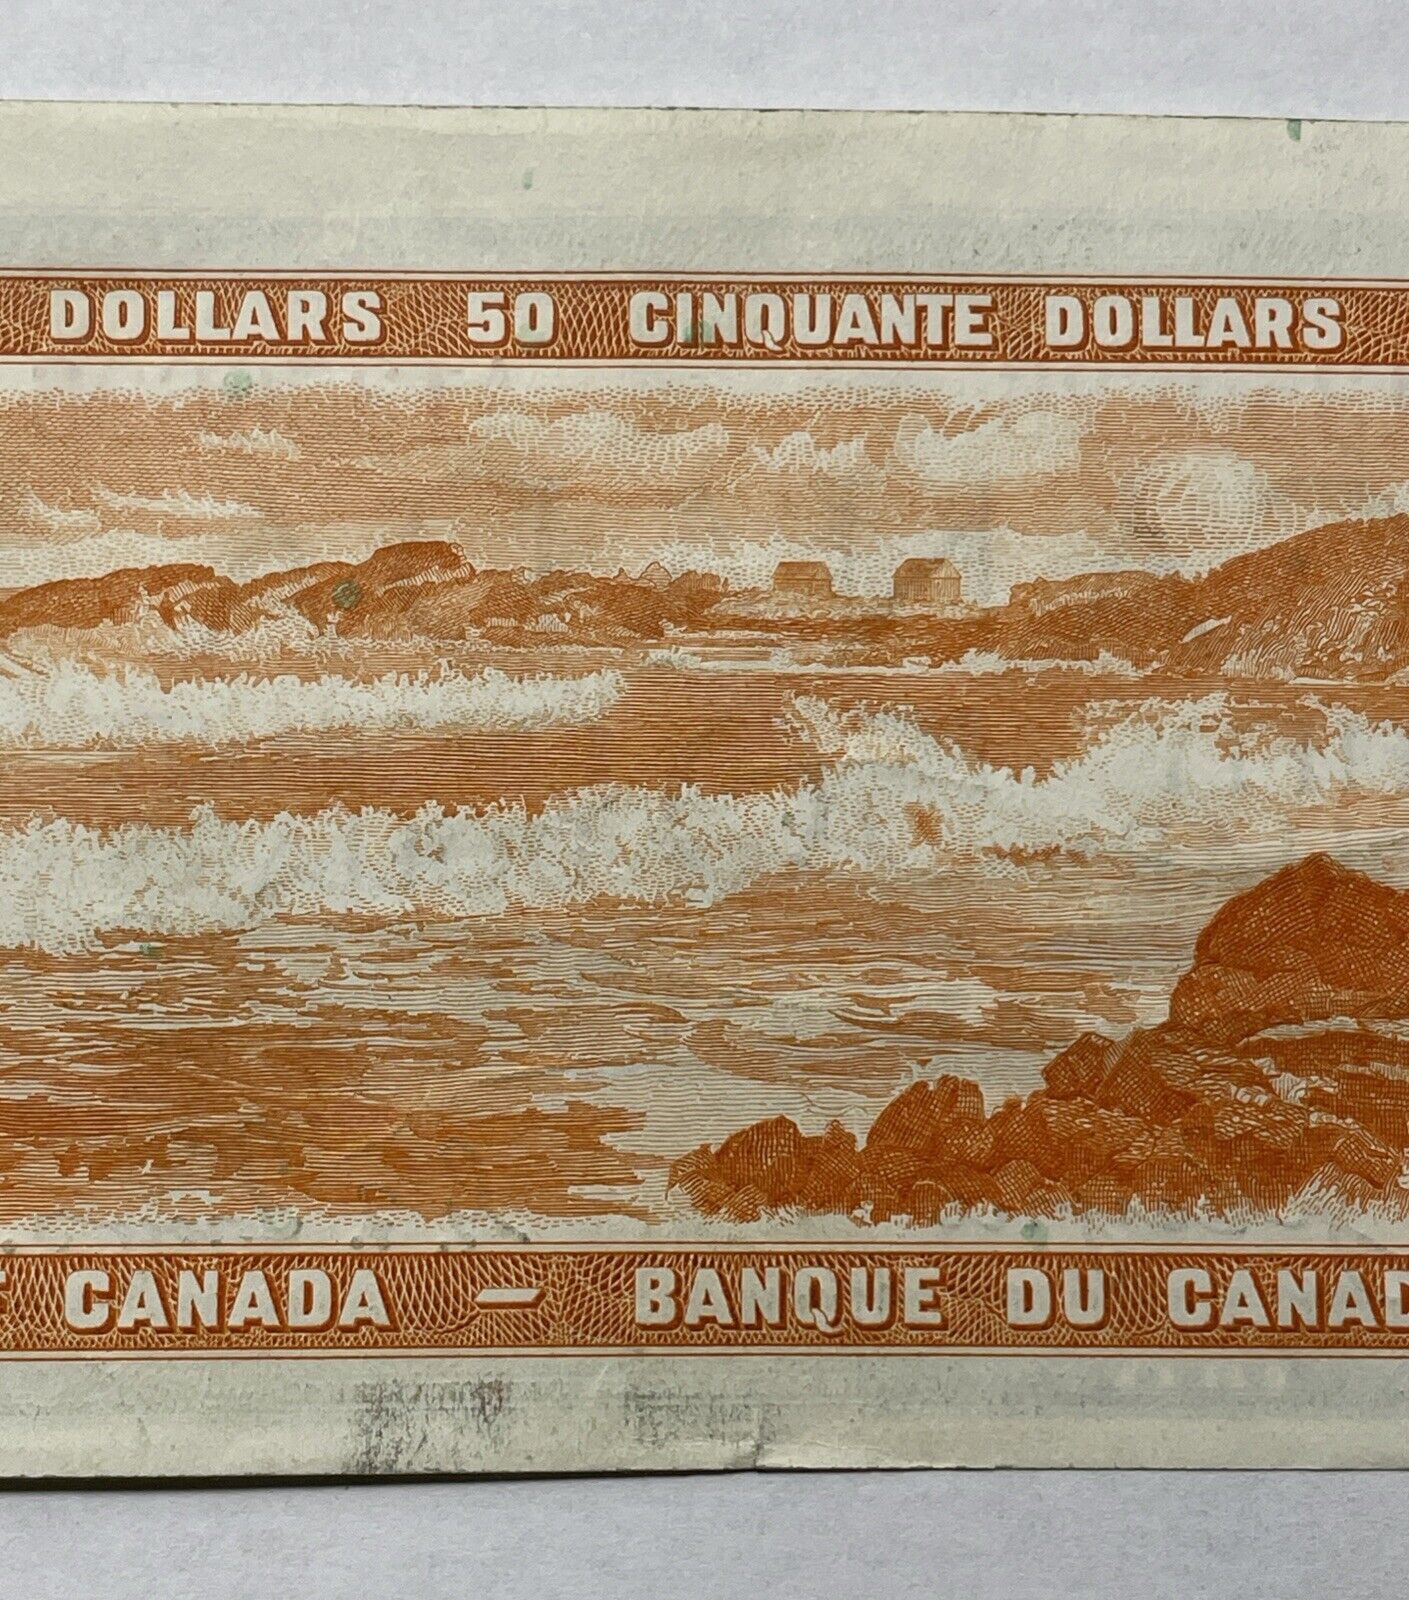 DOLLARS 50 CINQUANTE DOLLARS
CANADA – BANQUE DU CANAD